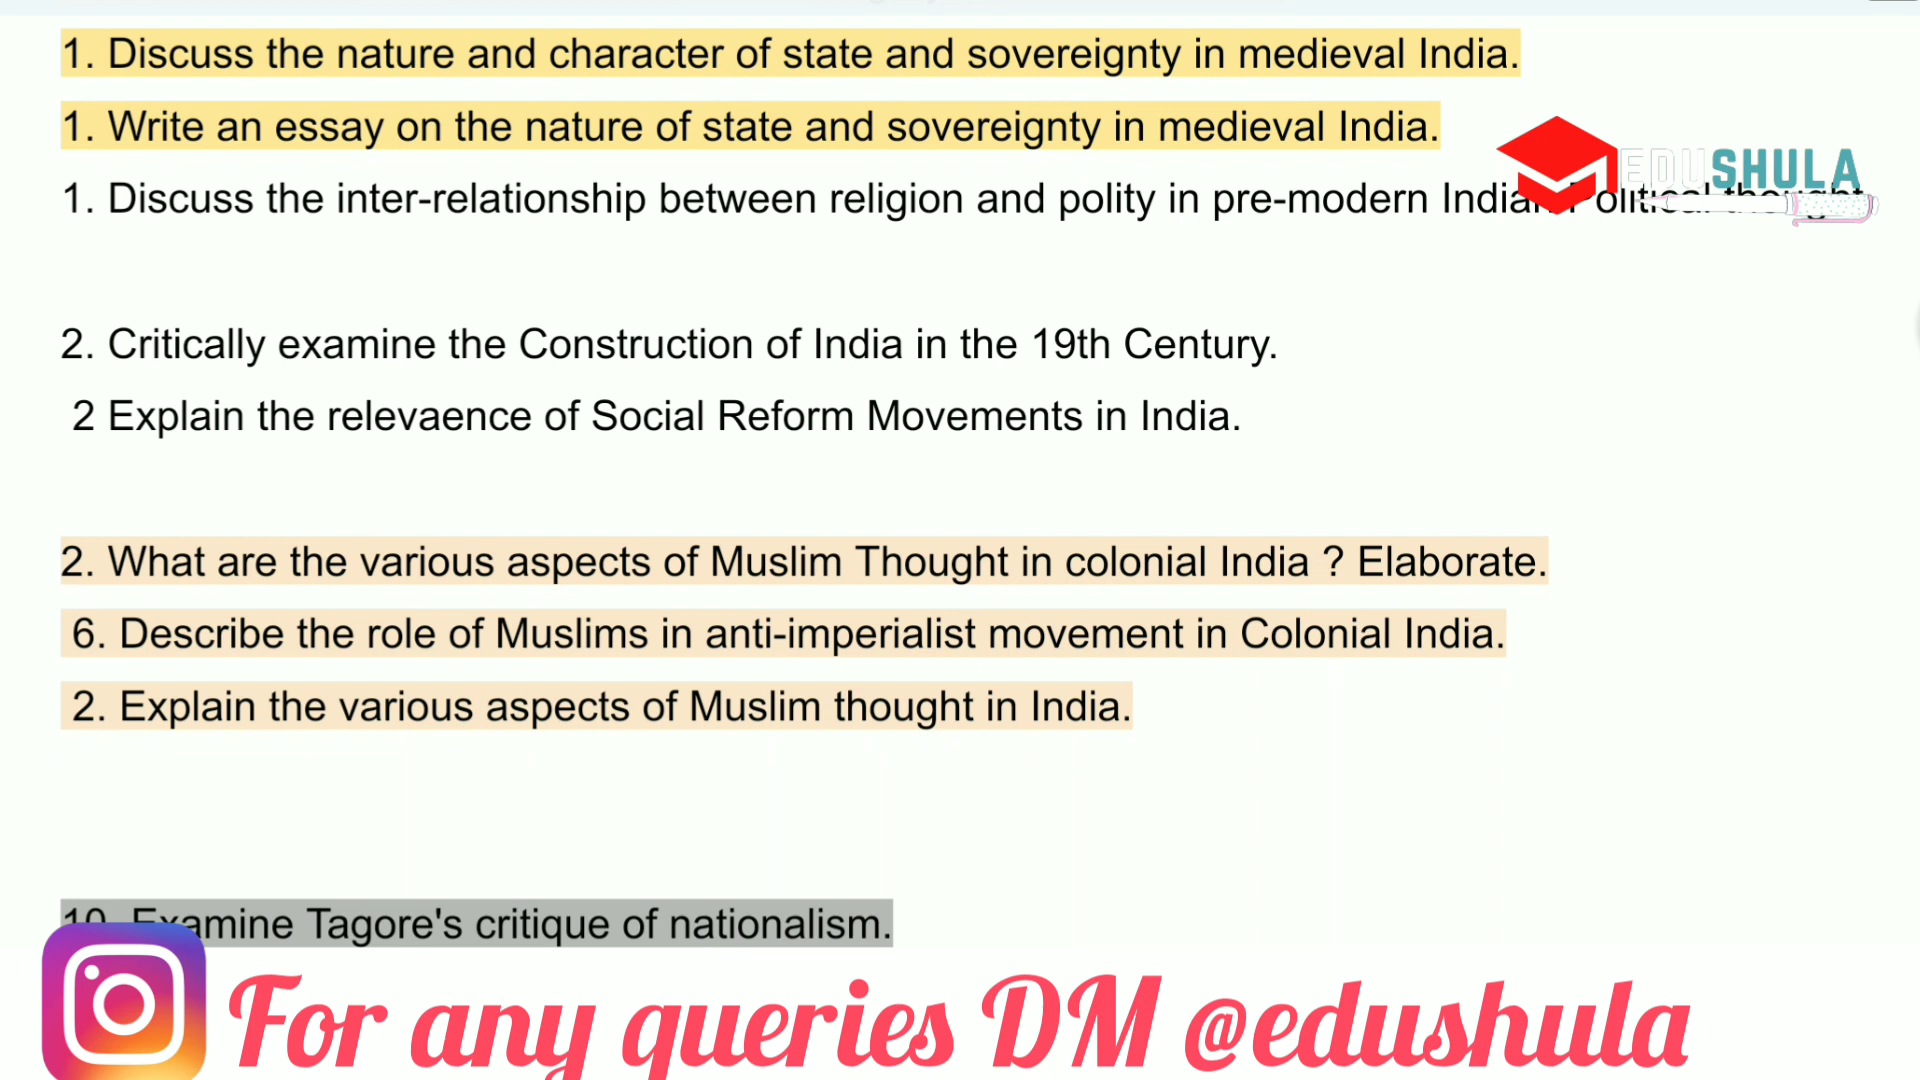 1. Discuss the nature and character of state and sovereignty in medieval India.
1. Write an essay on the nature of state and sovereignty in medieval India.
EDUSHULA
1. Discuss the inter-relationship between religion and polity in pre-modern Indian Political thought
2. Critically examine the Construction of India in the 19th Century.
2 Explain the relevaence of Social Reform Movements in India.
2. What are the various aspects of Muslim Thought in colonial India ? Elaborate.
6. Describe the role of Muslims in anti-imperialist movement in Colonial India.
2. Explain the various aspects of Muslim thought in India.
10. Examine Tagore's critique of nationalism.
For any queries DM @edushula